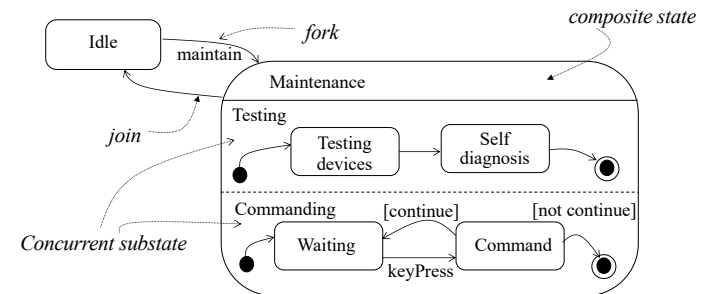 composite state
Idle
fork
maintain
Maintenance
join
Testing
Testing
devices
Self
diagnosis
Commanding
[continue]
[not continue]
Concurrent substate
Waiting
Command
keyPress